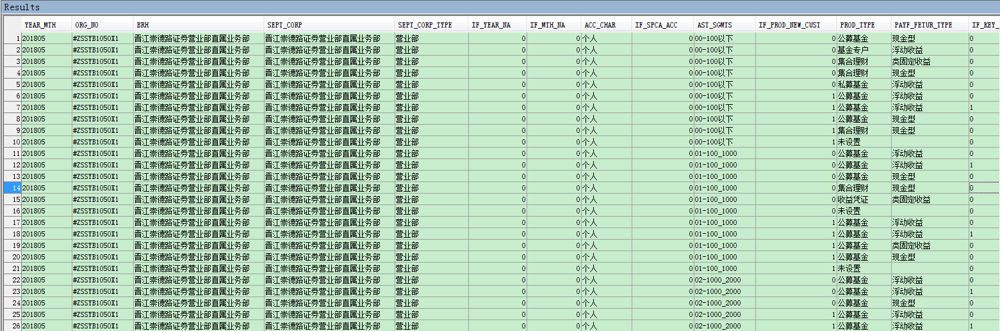 Results
YEAR_MTH ORG_NO BRH SEPT_CORP SEPT_CORP_TYPE IF_YEAR_NA IF_MTH_NA ACC_CHAR IF_SPCA_ACC AST_SGMTS IF_PROD_NEW_CUST PROD_TYPE PAYF_FETUR_TYPE IF_KEY_
1 201805 #ZSSYB1050X1 晋江崇德路证券营业部直属业务部 晋江崇德路证券营业部直属业务部 营业部 0 0 个人 0 00-100以下 0 公募基金 现金型 0
2 201805 #ZSSYB1050X1 晋江崇德路证券营业部直属业务部 晋江崇德路证券营业部直属业务部 营业部 0 0 个人 0 00-100以下 0 基金专户 浮动收益 0
3 201805 #ZSSYB1050X1 晋江崇德路证券营业部直属业务部 晋江崇德路证券营业部直属业务部 营业部 0 0 个人 0 00-100以下 0 集合理财 类固定收益 0
4 201805 #ZSSYB1050X1 晋江崇德路证券营业部直属业务部 晋江崇德路证券营业部直属业务部 营业部 0 0 个人 0 00-100以下 0 集合理财 现金型 0
5 201805 #ZSSYB1050X1 晋江崇德路证券营业部直属业务部 晋江崇德路证券营业部直属业务部 营业部 0 0 个人 0 00-100以下 0 私募基金 浮动收益 0
6 201805 #ZSSYB1050X1 晋江崇德路证券营业部直属业务部 晋江崇德路证券营业部直属业务部 营业部 0 0 个人 0 00-100以下 1 公募基金 浮动收益 0
7 201805 #ZSSYB1050X1 晋江崇德路证券营业部直属业务部 晋江崇德路证券营业部直属业务部 营业部 0 0 个人 0 00-100以下 1 公募基金 浮动收益 1
8 201805 #ZSSYB1050X1 晋江崇德路证券营业部直属业务部 晋江崇德路证券营业部直属业务部 营业部 0 0 个人 0 00-100以下 1 公募基金 现金型 0
9 201805 #ZSSYB1050X1 晋江崇德路证券营业部直属业务部 晋江崇德路证券营业部直属业务部 营业部 0 0 个人 0 00-100以下 1 集合理财 现金型 0
10 201805 #ZSSYB1050X1 晋江崇德路证券营业部直属业务部 晋江崇德路证券营业部直属业务部 营业部 0 0 个人 0 00-100以下 1 未设置 0
11 201805 #ZSSYB1050X1 晋江崇德路证券营业部直属业务部 晋江崇德路证券营业部直属业务部 营业部 0 0 个人 0 01-100_1000 0 公募基金 浮动收益 0
12 201805 #ZSSYB1050X1 晋江崇德路证券营业部直属业务部 晋江崇德路证券营业部直属业务部 营业部 0 0 个人 0 01-100_1000 0 公募基金 浮动收益 1
13 201805 #ZSSYB1050X1 晋江崇德路证券营业部直属业务部 晋江崇德路证券营业部直属业务部 营业部 0 0 个人 0 01-100_1000 0 公募基金 现金型 0
14 201805 #ZSSYB1050X1 晋江崇德路证券营业部直属业务部 晋江崇德路证券营业部直属业务部 营业部 0 0 个人 0 01-100_1000 0 集合理财 现金型 0
15 201805 #ZSSYB1050X1 晋江崇德路证券营业部直属业务部 晋江崇德路证券营业部直属业务部 营业部 0 0 个人 0 01-100_1000 0 收益凭证 类固定收益 0
16 201805 #ZSSYB1050X1 晋江崇德路证券营业部直属业务部 晋江崇德路证券营业部直属业务部 营业部 0 0 个人 0 01-100_1000 0 未设置 0
17 201805 #ZSSYB1050X1 晋江崇德路证券营业部直属业务部 晋江崇德路证券营业部直属业务部 营业部 0 0 个人 0 01-100_1000 1 公募基金 浮动收益 0
18 201805 #ZSSYB1050X1 晋江崇德路证券营业部直属业务部 晋江崇德路证券营业部直属业务部 营业部 0 0 个人 0 01-100_1000 1 公募基金 浮动收益 1
19 201805 #ZSSYB1050X1 晋江崇德路证券营业部直属业务部 晋江崇德路证券营业部直属业务部 营业部 0 0 个人 0 01-100_1000 1 公募基金 类固定收益 0
20 201805 #ZSSYB1050X1 晋江崇德路证券营业部直属业务部 晋江崇德路证券营业部直属业务部 营业部 0 0 个人 0 01-100_1000 1 公募基金 现金型 0
21 201805 #ZSSYB1050X1 晋江崇德路证券营业部直属业务部 晋江崇德路证券营业部直属业务部 营业部 0 0 个人 0 01-100_1000 1 未设置 0
22 201805 #ZSSYB1050X1 晋江崇德路证券营业部直属业务部 晋江崇德路证券营业部直属业务部 营业部 0 0 个人 0 02-1000_2000 0 公募基金 浮动收益 0
23 201805 #ZSSYB1050X1 晋江崇德路证券营业部直属业务部 晋江崇德路证券营业部直属业务部 营业部 0 0 个人 0 02-1000_2000 0 公募基金 浮动收益 1
24 201805 #ZSSYB1050X1 晋江崇德路证券营业部直属业务部 晋江崇德路证券营业部直属业务部 营业部 0 0 个人 0 02-1000_2000 0 公募基金 现金型 0
25 201805 #ZSSYB1050X1 晋江崇德路证券营业部直属业务部 晋江崇德路证券营业部直属业务部 营业部 0 0 个人 0 02-1000_2000 1 公募基金 浮动收益 0
26 201805 #ZSSYB1050X1 晋江崇德路证券营业部直属业务部 晋江崇德路证券营业部直属业务部 营业部 0 0 个人 0 02-1000_2000 1 公募基金 浮动收益 1